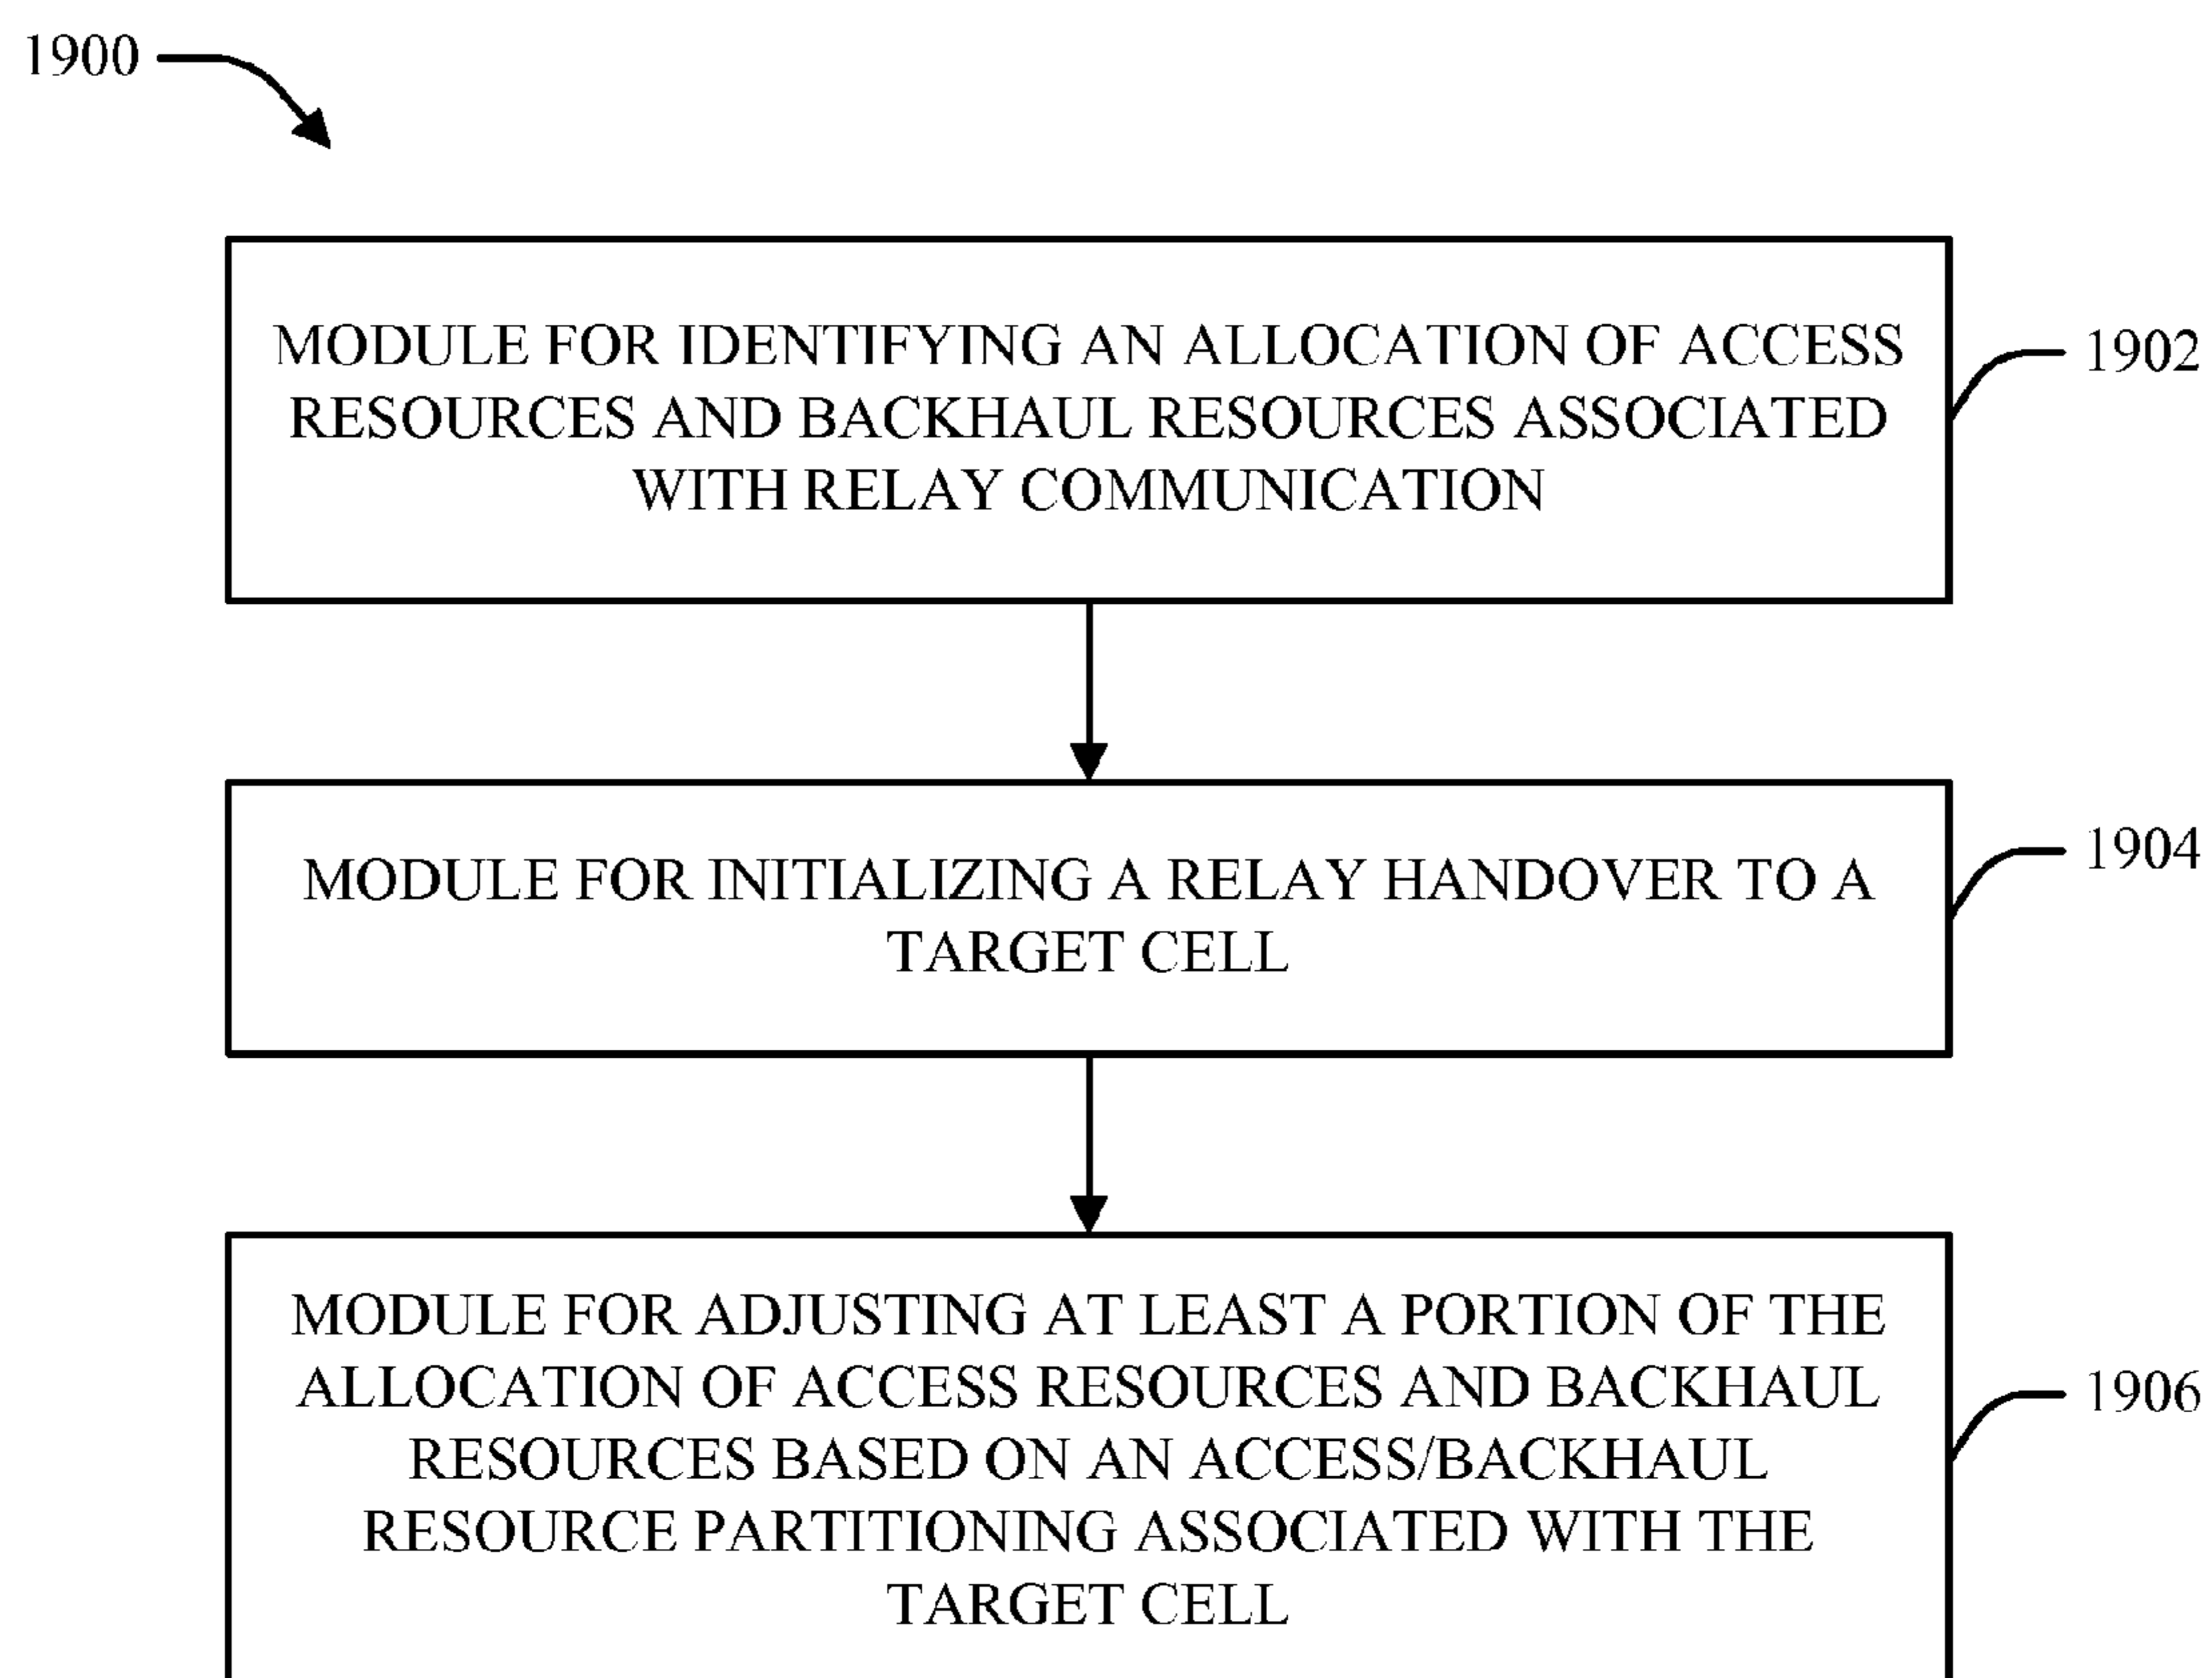 1900
MODULE FOR IDENTIFYING AN ALLOCATION OF ACCESS
RESOURCES AND BACKHAUL RESOURCES ASSOCIATED
WITH RELAY COMMUNICATION
1902
MODULE FOR INITIALIZING A RELAY HANDOVER TO A
TARGET CELL
1904
MODULE FOR ADJUSTING AT LEAST A PORTION OF THE
ALLOCATION OF ACCESS RESOURCES AND BACKHAUL
RESOURCES BASED ON AN ACCESS/BACKHAUL
RESOURCE PARTITIONING ASSOCIATED WITH THE
TARGET CELL
1906